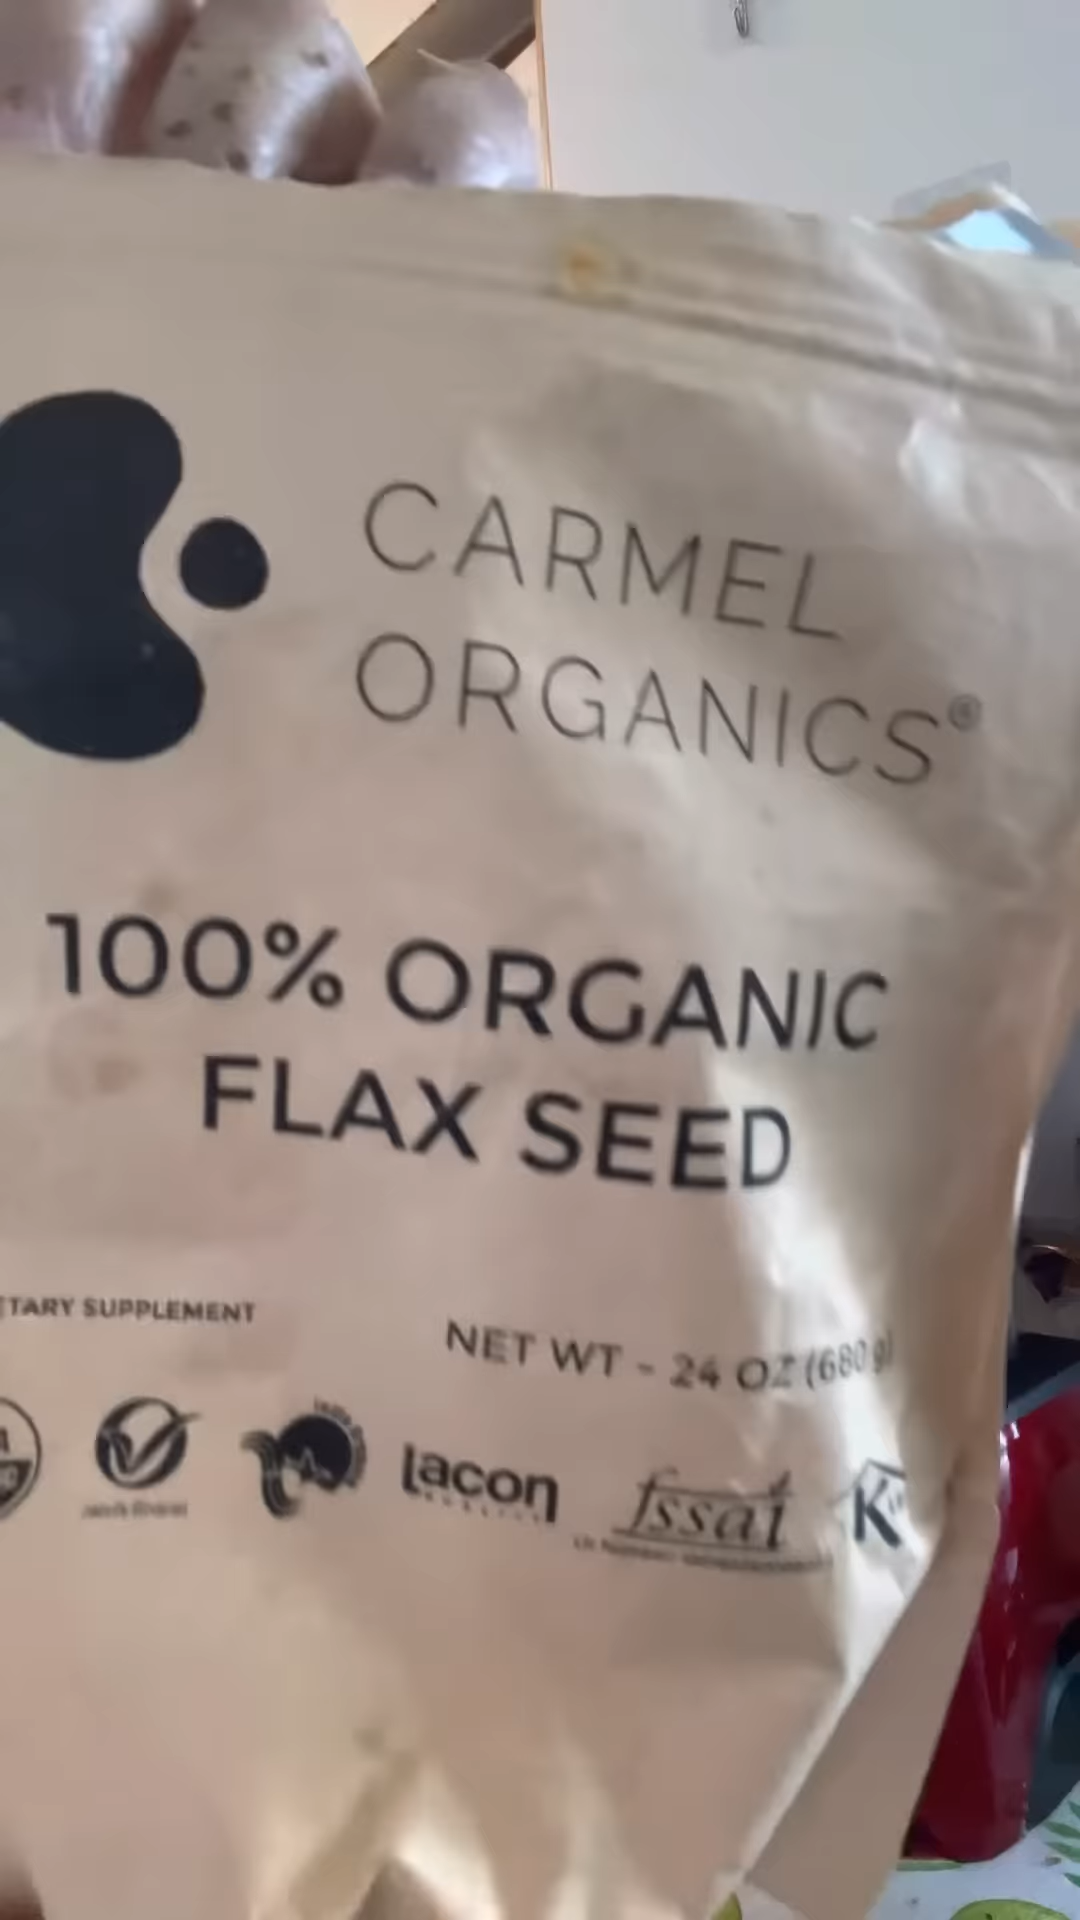 CARMEL
ORGANICS®
100% ORGANIC
FLAX SEED
TARY SUPPLEMENT
NET WT - 24 OZ (680 g)
lacon
fssai
K